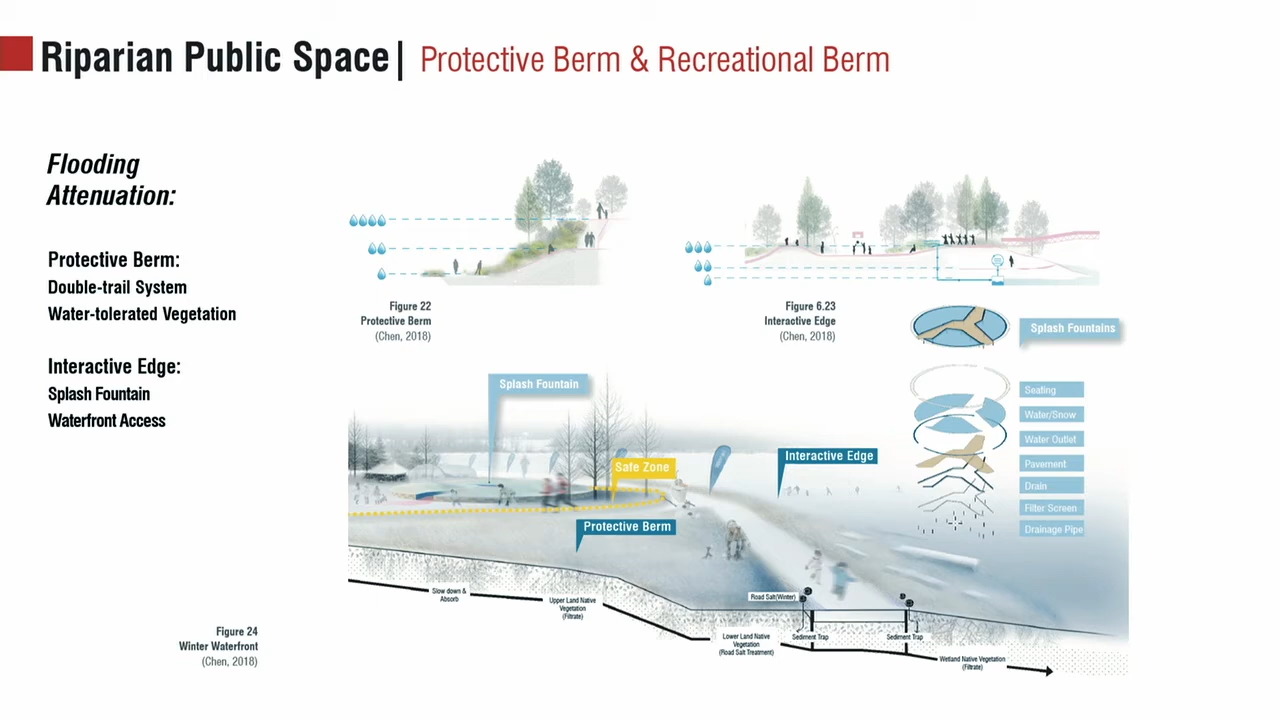 Riparian Public Space| Protective Berm & Recreational Berm
Flooding
Attenuation:
Protective Berm:
Double-trail System
Water-tolerated Vegetation
Interactive Edge:
Splash Fountain
Waterfront Access
Figure 22
Protective Berm
(Chen, 2018)
Figure 6.23
Interactive Edge
(Chen, 2018)
Splash Fountains
Seating
Water/Snow
Water Outlet
Pavement
Drain
Filter Screen
Drainage Pipe
Splash Fountain
Safe Zone
Interactive Edge
Protective Berm
Slow down &
Absorb
Upper Land Native
Vegetation
(Filtrate)
Road Salt(Winter)
Lower Land Native
Vegetation
(Road Salt Treatment)
Sediment Trap
Sediment Trap
Wetland Native Vegetation
(Filtrate)
Figure 24
Winter Waterfront
(Chen, 2018)